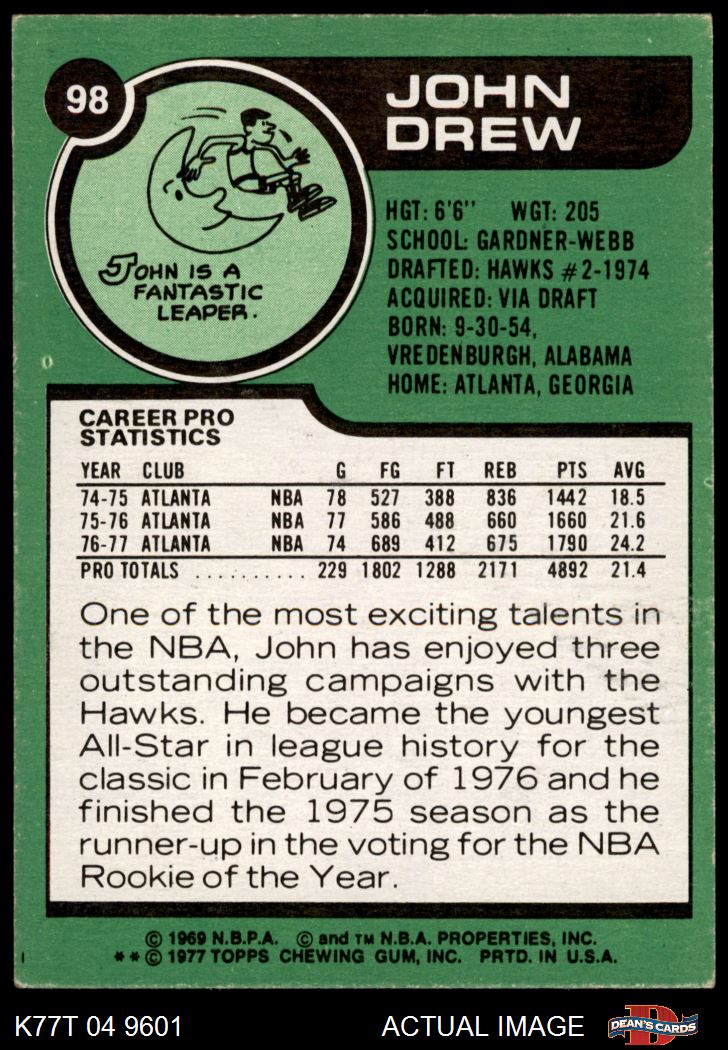 98
JOHN
DREW
JOHN IS A
FANTASTIC
LEAPER.
HGT: 6'6" WGT: 205
SCHOOL: GARDNER-WEBB
DRAFTED: HAWKS #2-1974
ACQUIRED: VIA DRAFT
BORN: 9-30-54,
VREDENBURGH, ALABAMA
HOME: ATLANTA, GEORGIA
CAREER PRO
STATISTICS
YEAR CLUB G FG FT REB PTS AVG
74-75 ATLANTA NBA 78 527 388 836 1442 18.5
75-76 ATLANTA NBA 77 586 488 660 1660 21.6
76-77 ATLANTA NBA 74 689 412 675 1790 24.2
PRO TOTALS .......... 229 1802 1288 2171 4892 21.4
One of the most exciting talents in
the NBA, John has enjoyed three
outstanding campaigns with the
Hawks. He became the youngest
All-Star in league history for the
classic in February of 1976 and he
finished the 1975 season as the
runner-up in the voting for the NBA
Rookie of the Year.
© 1969 N.B.P.A. © and TM N.B.A. PROPERTIES, INC.
**© 1977 TOPPS CHEWING GUM, INC. PRTD. IN U.S.A.
K77T 04 9601 ACTUAL IMAGE DEAN'S CARDS